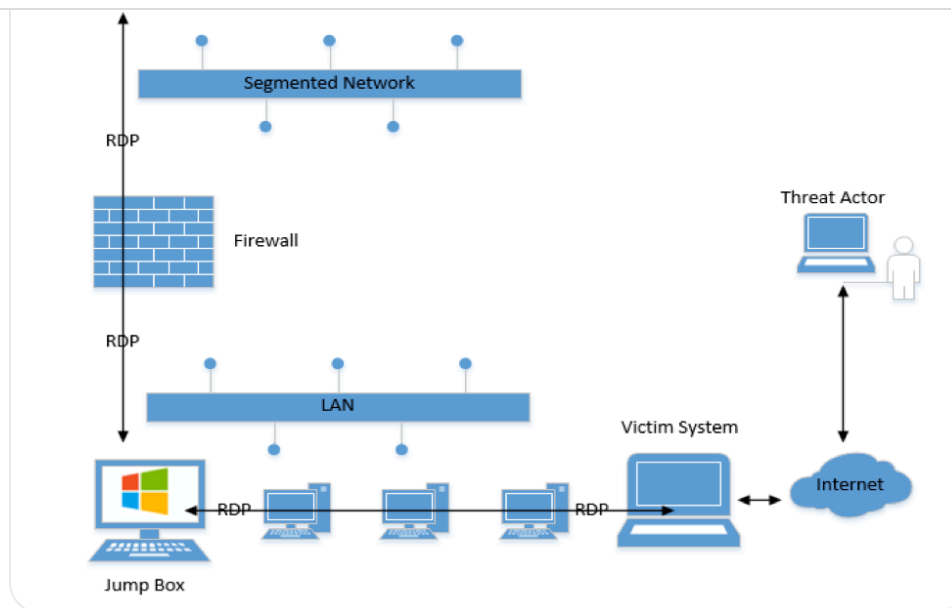 Segmented Network
RDP
Threat Actor
Firewall
RDP
LAN
Victim System
Internet
RDP
RDP
Jump Box